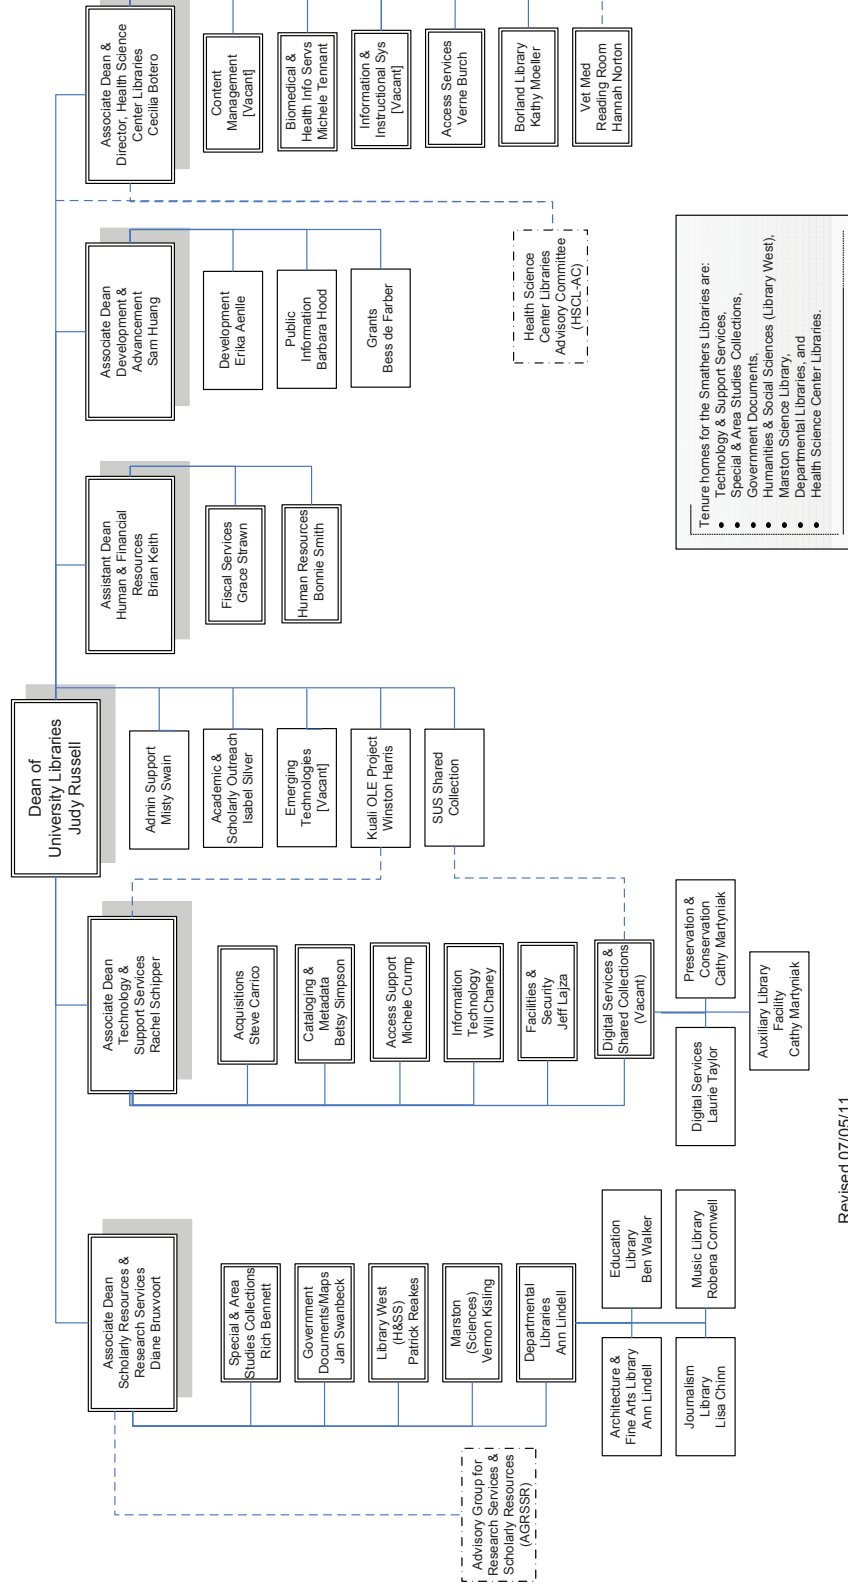 Dean of
University Libraries
Judy Russell
Associate Dean
Scholarly Resources &
Research Services
Diane Bruxvoort
Associate Dean
Technology &
Support Services
Rachel Schipper
Assistant Dean
Human & Financial
Resources
Brian Keith
Associate Dean
Development &
Advancement
Sam Huang
Associate Dean &
Director, Health Science
Center Libraries
Cecilia Botero
Special & Area
Studies Collections
Rich Bennett
Government
Documents/Maps
Jan Swanbeck
Library West
(H&SS)
Patrick Reakes
Marston
(Sciences)
Vernon Kisling
Departmental
Libraries
Ann Lindell
Architecture &
Fine Arts Library
Ann Lindell
Education
Library
Ben Walker
Journalism
Library
Lisa Chinn
Music Library
Robena Cornwell
Advisory Group for
Research Services &
Scholarly Resources
(AGRSSR)
Acquisitions
Steve Carrico
Cataloging &
Metadata
Betsy Simpson
Access Support
Michele Crump
Information
Technology
Will Chaney
Facilities &
Security
Jeff Lajza
Digital Services &
Shared Collections
(Vacant)
Digital Services
Laurie Taylor
Preservation &
Conservation
Cathy Martyniak
Auxiliary Library
Facility
Cathy Martyniak
Admin Support
Misty Swain
Academic &
Scholarly Outreach
Isabel Silver
Emerging
Technologies
[Vacant]
Kuali OLE Project
Winston Harris
SUS Shared
Collection
Fiscal Services
Grace Strawn
Human Resources
Bonnie Smith
Development
Erika Aenlle
Public
Information
Barbara Hood
Grants
Bess de Farber
Health Science
Center Libraries
Advisory Committee
(HSCL-AC)
Content
Management
[Vacant]
Biomedical &
Health Info Servs
Michele Tennant
Information &
Instructional Sys
[Vacant]
Access Services
Verne Burch
Borland Library
Kathy Moeller
Vet Med
Reading Room
Hannah Norton
Tenure homes for the Smathers Libraries are:
● Technology & Support Services,
● Special & Area Studies Collections,
● Government Documents,
● Humanities & Social Sciences (Library West),
● Marston Science Library,
● Departmental Libraries, and
● Health Science Center Libraries.
Revised 07/05/11